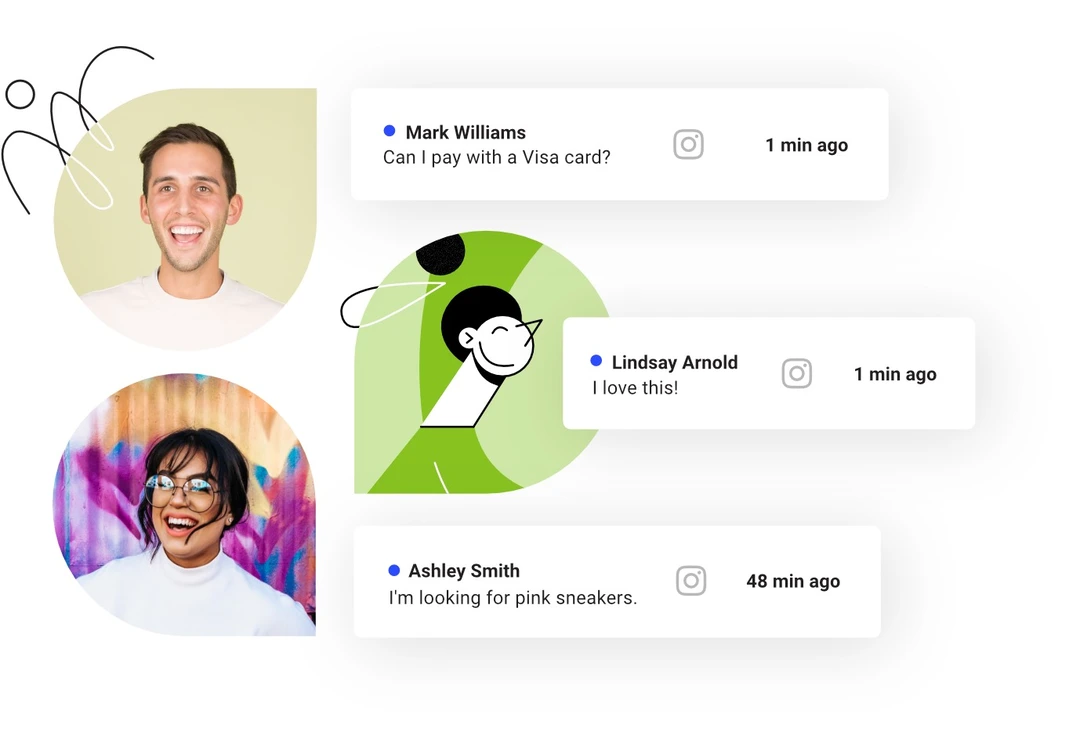 Mark Williams
Can I pay with a Visa card?
1 min ago
Lindsay Arnold
I love this!
1 min ago
Ashley Smith
I'm looking for pink sneakers.
48 min ago